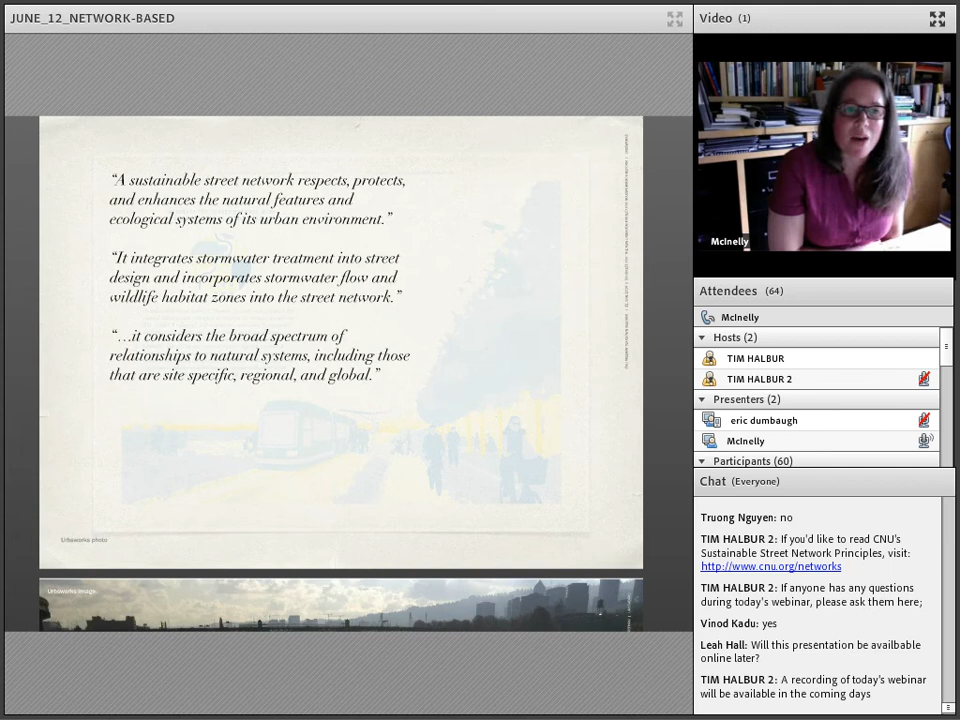 JUNE_12_NETWORK-BASED
“A sustainable street network respects, protects,
and enhances the natural features and
ecological systems of its urban environment.”
“It integrates stormwater treatment into street
design and incorporates stormwater flow and
wildlife habitat zones into the street network.”
“…it considers the broad spectrum of
relationships to natural systems, including those
that are site specific, regional, and global.”
Urbsworks photo
Urbsworks image.
Video (1)
McInelly
Attendees (64)
McInelly
Hosts (2)
TIM HALBUR
TIM HALBUR 2
Presenters (2)
eric dumbaugh
McInelly
Participants (60)
Chat (Everyone)
Truong Nguyen: no
TIM HALBUR 2: If you'd like to read CNU's
Sustainable Street Network Principles, visit:
http://www.cnu.org/networks
TIM HALBUR 2: If anyone has any questions
during today's webinar, please ask them here;
Vinod Kadu: yes
Leah Hall: Will this presentation be availbable
online later?
TIM HALBUR 2: A recording of today's webinar
will be available in the coming days